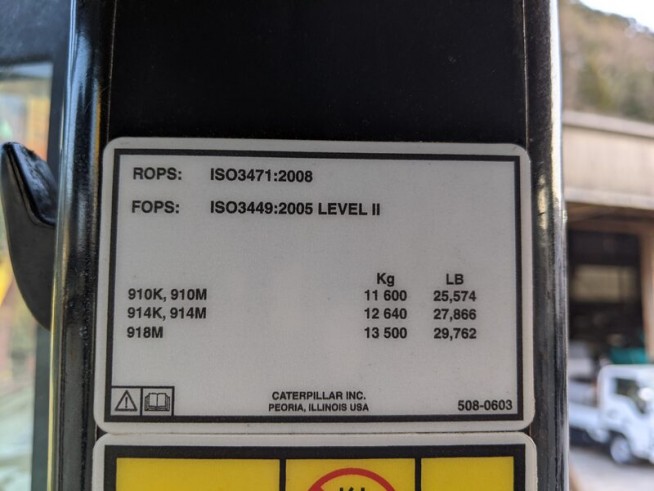 ROPS: ISO3471:2008
FOPS: ISO3449:2005 LEVEL II
Kg LB
910K, 910M 11 600 25,574
914K, 914M 12 640 27,866
918M 13 500 29,762
CATERPILLAR INC.
PEORIA, ILLINOIS USA 508-0603